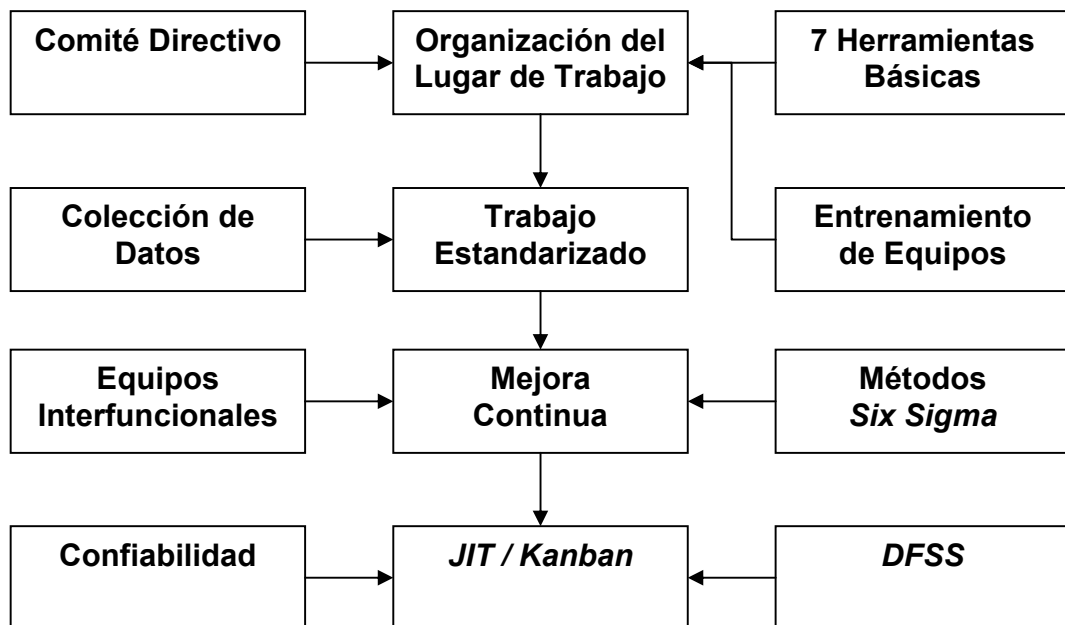 Comité Directivo
Organización del
Lugar de Trabajo
7 Herramientas
Básicas
Colección de
Datos
Trabajo
Estandarizado
Entrenamiento
de Equipos
Equipos
Interfuncionales
Mejora
Continua
Métodos
Six Sigma
Confiabilidad
JIT / Kanban
DFSS